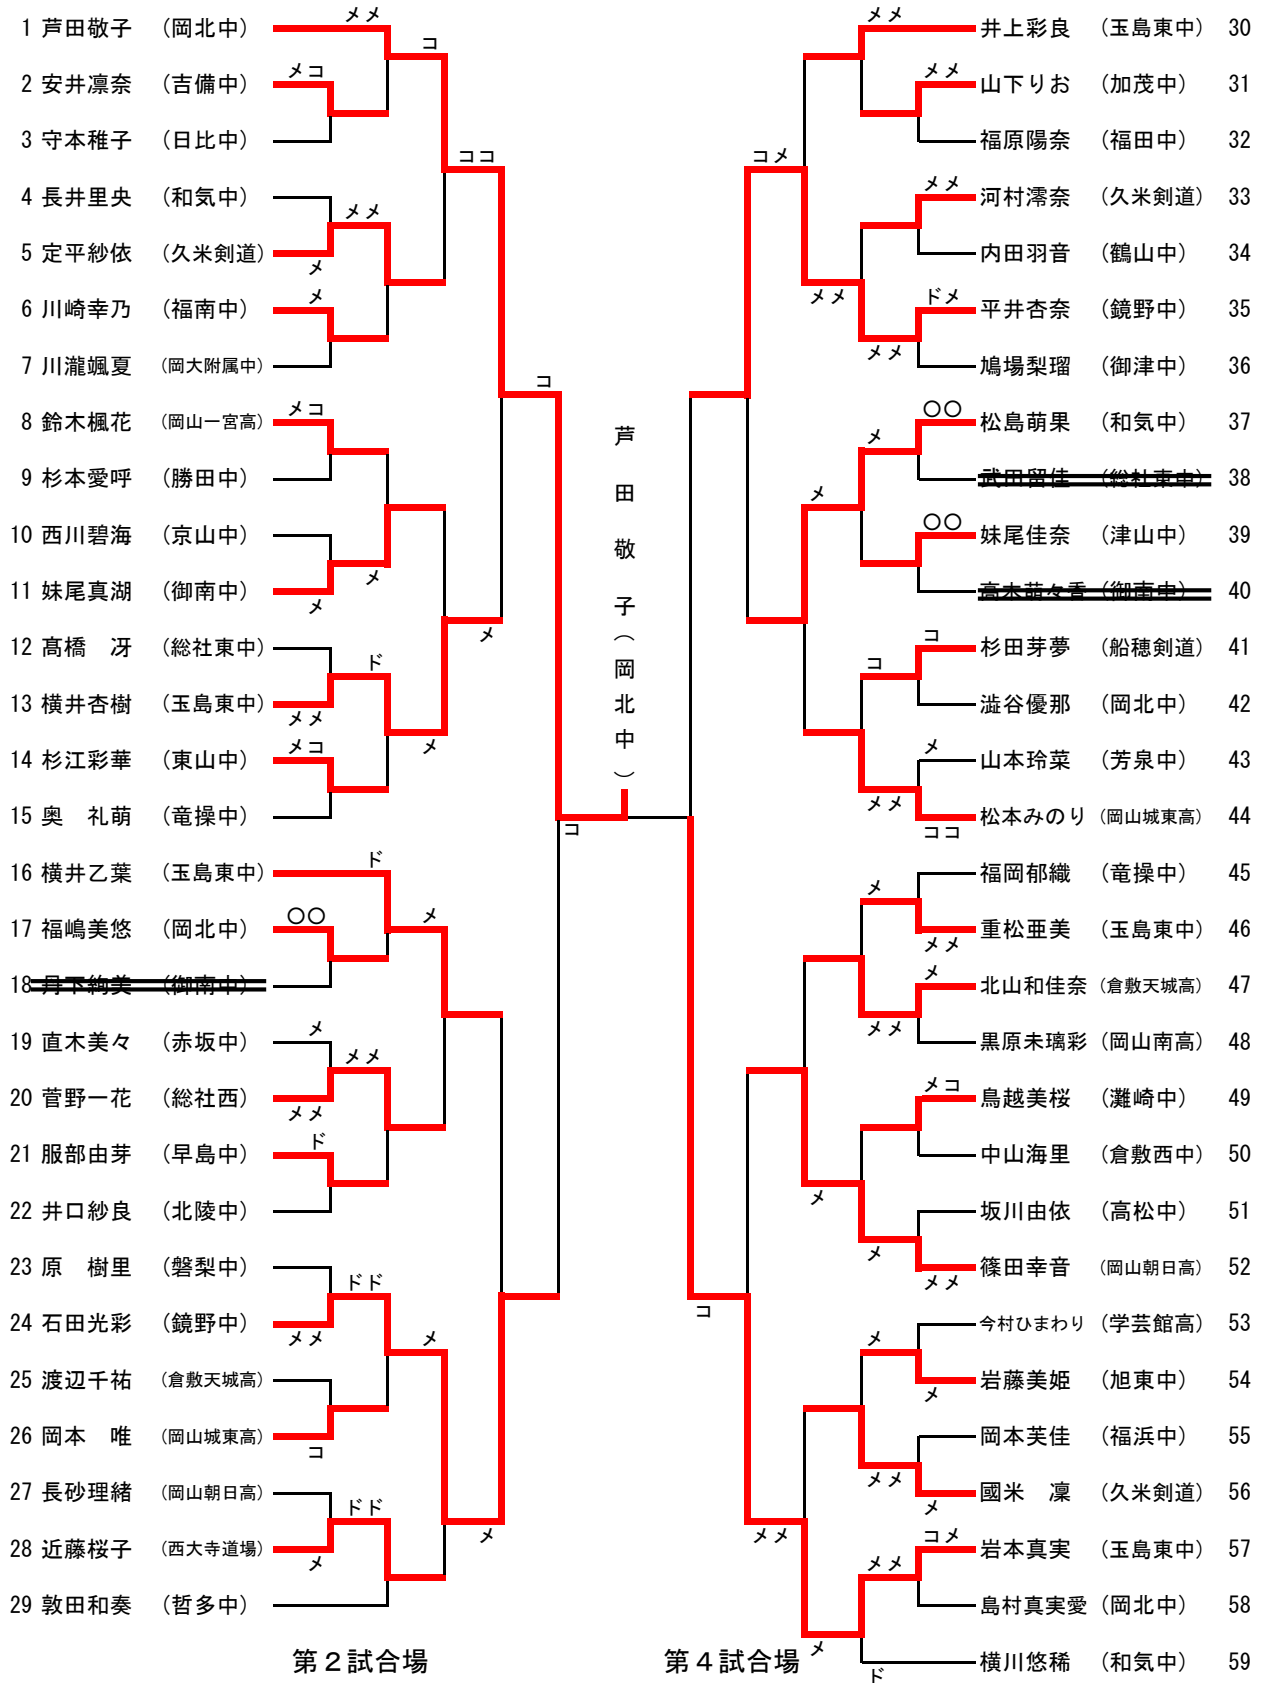 メメ
1 芦田敬子 （岡北中）
コ
メコ
2 安井凛奈 （吉備中）
3 守本稚子 （日比中）
ココ
4 長井里央 （和気中）
メメ
5 定平紗依 （久米剣道）
メ
メ
6 川崎幸乃 （福南中）
7 川瀧颯夏 （岡大附属中）
コ
メコ
8 鈴木楓花 （岡山一宮高）
9 杉本愛呼 （勝田中）
10 西川碧海 （京山中）
メ
11 妹尾真湖 （御南中）
メ
メ
12 髙橋　冴 （総社東中）
ド
13 横井杏樹 （玉島東中）
メメ
メ
メコ
14 杉江彩華 （東山中）
15 奥　礼萌 （竜操中）
コ
ド
16 横井乙葉 （玉島東中）
メ
〇〇
17 福嶋美悠 （岡北中）
18 丹下絢美 （御南中）
メ
19 直木美々 （赤坂中）
メメ
20 菅野一花 （総社西）
メメ
ド
21 服部由芽 （早島中）
22 井口紗良 （北陵中）
23 原　樹里 （磐梨中）
ドド
24 石田光彩 （鏡野中）
メメ
メ
25 渡辺千祐 （倉敷天城高）
26 岡本　唯 （岡山城東高）
コ
27 長砂理緒 （岡山朝日高）
ドド
メ
28 近藤桜子 （西大寺道場）
メ
29 敦田和奏 （哲多中）
第２試合場
芦田敬子（岡北中）
メメ
井上彩良 （玉島東中） 30
メメ
山下りお （加茂中） 31
福原陽奈 （福田中） 32
コメ
メメ
河村澪奈 （久米剣道） 33
内田羽音 （鶴山中） 34
メメ
ドメ
平井杏奈 （鏡野中） 35
メメ
鳩場梨瑠 （御津中） 36
〇〇
松島萌果 （和気中） 37
メ
武田留佳 （総社東中） 38
メ
〇〇
妹尾佳奈 （津山中） 39
高木萌々香 （御南中） 40
コ
杉田芽夢 （船穂剣道） 41
コ
澁谷優那 （岡北中） 42
メ
山本玲菜 （芳泉中） 43
メメ
松本みのり （岡山城東高） 44
ココ
福岡郁織 （竜操中） 45
メ
重松亜美 （玉島東中） 46
メメ
メ
北山和佳奈 （倉敷天城高） 47
メメ
黒原未璃彩 （岡山南高） 48
メコ
鳥越美桜 （灘崎中） 49
中山海里 （倉敷西中） 50
メ
坂川由依 （高松中） 51
メ
篠田幸音 （岡山朝日高） 52
メメ
コ
今村ひまわり （学芸館高） 53
メ
岩藤美姫 （旭東中） 54
メ
岡本芙佳 （福浜中） 55
メメ
國米　凜 （久米剣道） 56
メ
メメ
コメ
岩本真実 （玉島東中） 57
メメ
島村真実愛 （岡北中） 58
メ
横川悠稀 （和気中） 59
ド
第４試合場